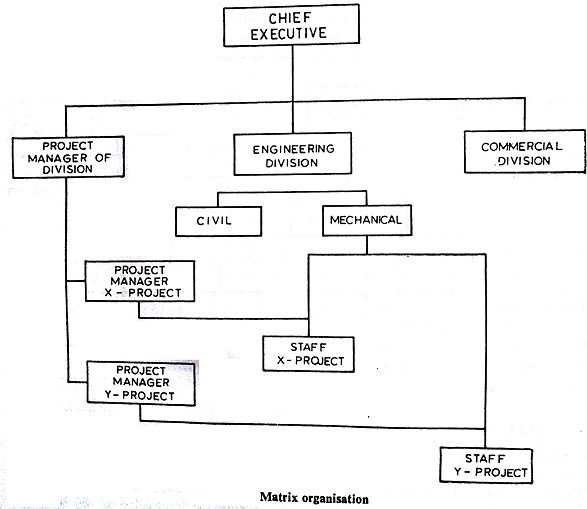 CHIEF
EXECUTIVE
PROJECT
MANAGER OF
DIVISION
ENGINEERING
DIVISION
COMMERCIAL
DIVISION
CIVIL
MECHANICAL
PROJECT
MANAGER
X - PROJECT
STAFF
X-PROJECT
PROJECT
MANAGER
Y-PROJECT
STAFF
Y-PROJECT
Matrix organisation